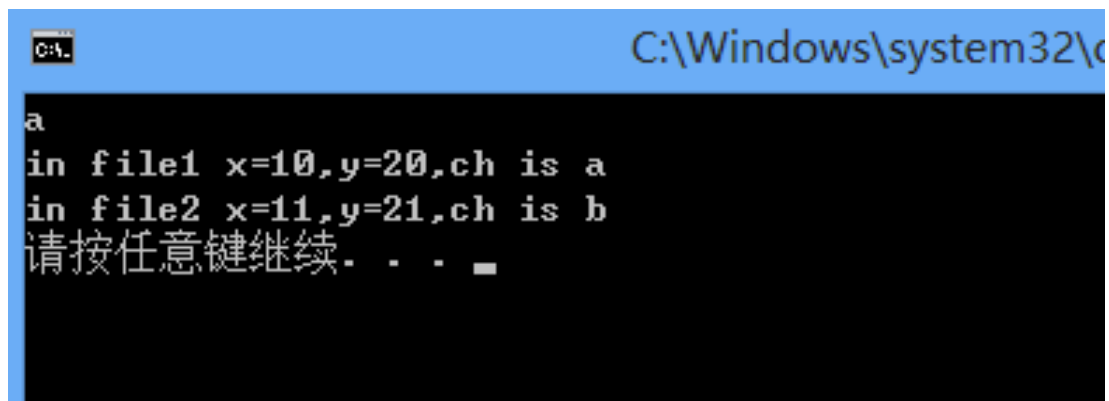 C:\Windows\system32\c
a
in file1 x=10,y=20,ch is a
in file2 x=11,y=21,ch is b
请按任意键继续. . .